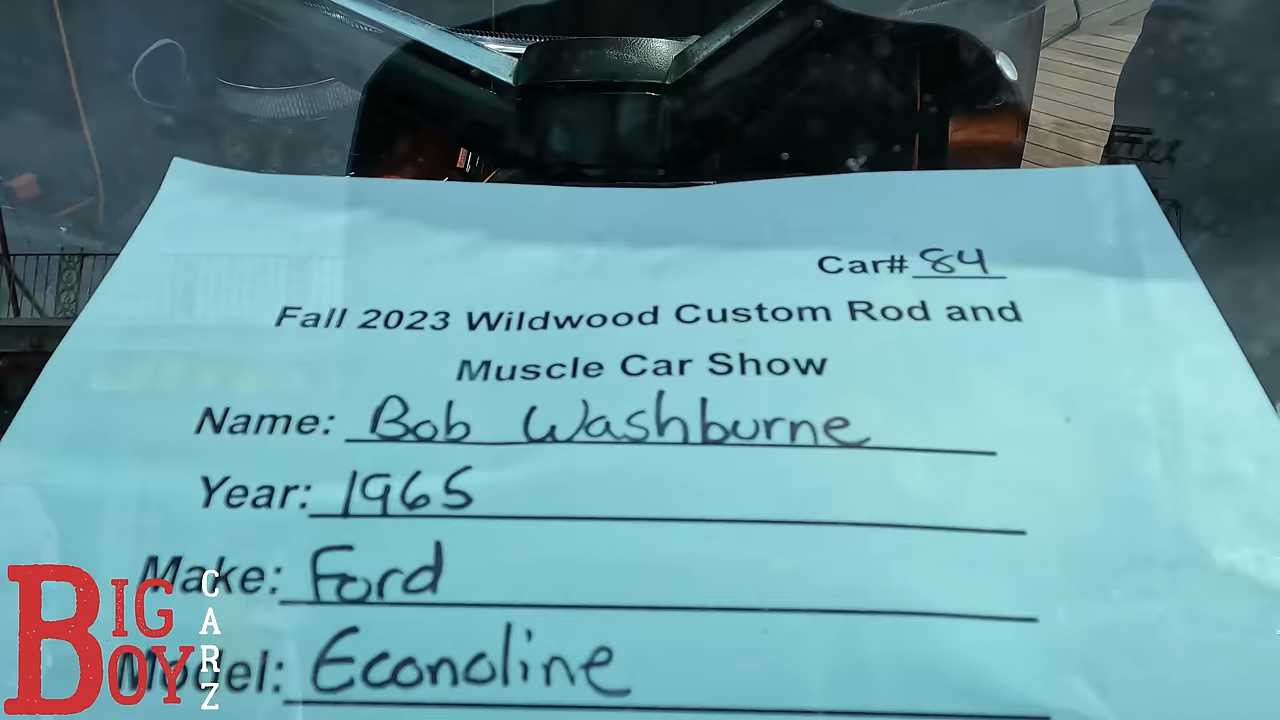 Car# 84
Fall 2023 Wildwood Custom Rod and
Muscle Car Show
Name: Bob Washburne
Year: 1965
Make: Ford
Model: Econoline
BIG BOY CARZ